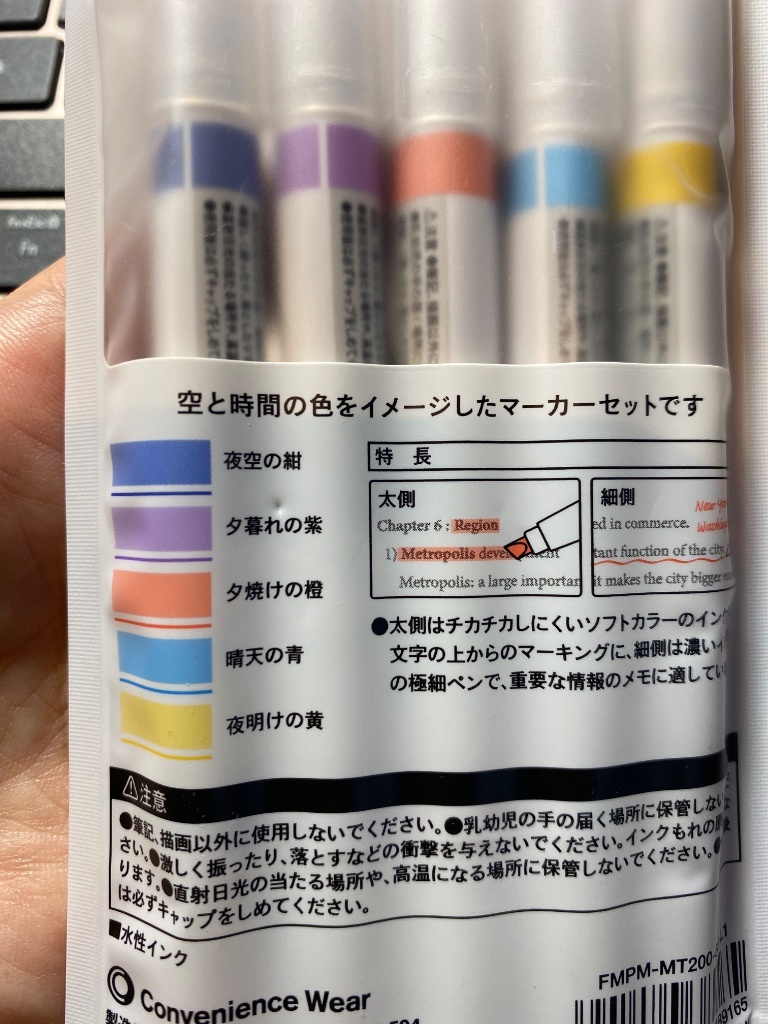 Fn
空と時間の色をイメージしたマーカーセットです
夜空の紺
夕暮れの紫
夕焼けの橙
晴天の青
夜明けの黄
特 長
太側
Chapter 6 : Region
1) Metropolis
Metropolis: a large importan
細側
ed in commerce.
tant function of the city.
it makes the city bigger
●太側はチカチカしにくいソフトカラーのイン
文字の上からのマーキングに、細側は濃い
の極細ペンで、重要な情報のメモに適してい
⚠注意
●筆記、描画以外に使用しないでください。●乳幼児の手の届く場所に保管しない
さい。●激しく振ったり、落とすなどの衝撃を与えないでください。インクもれの
ります。●直射日光の当たる場所や、高温になる場所に保管しないでください。
は必ずキャップをしめてください。
■水性インク
FMPM-MT200
Convenience Wear